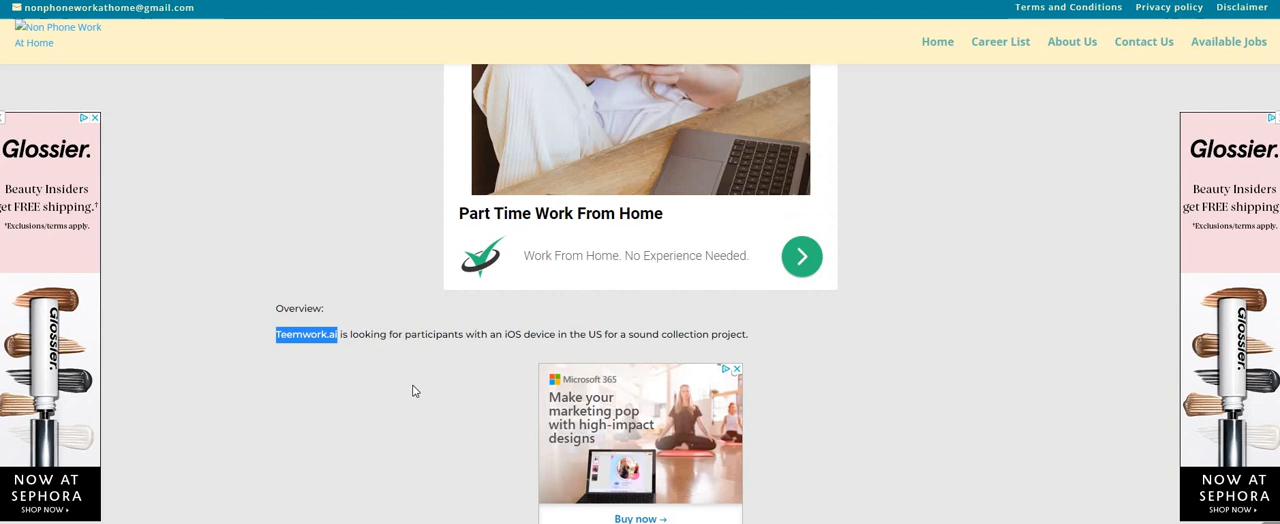 nonphoneworkathome@gmail.com
Terms and Conditions Privacy policy Disclaimer
Non Phone Work
At Home
Home Career List About Us Contact Us Available Jobs
Glossier.
Beauty Insiders
get FREE shipping.†
†Exclusions/terms apply.
NOW AT
SEPHORA
SHOP NOW
Glossier.
Part Time Work From Home
Work From Home. No Experience Needed.
Overview:
Teemwork.ai is looking for participants with an iOS device in the US for a sound collection project.
Microsoft 365
Make your
marketing pop
with high-impact
designs
Buy now →
Glossier.
Beauty Insiders
get FREE shipping
†Exclusions/terms apply.
Glossier.
NOW AT
SEPHORA
SHOP NOW